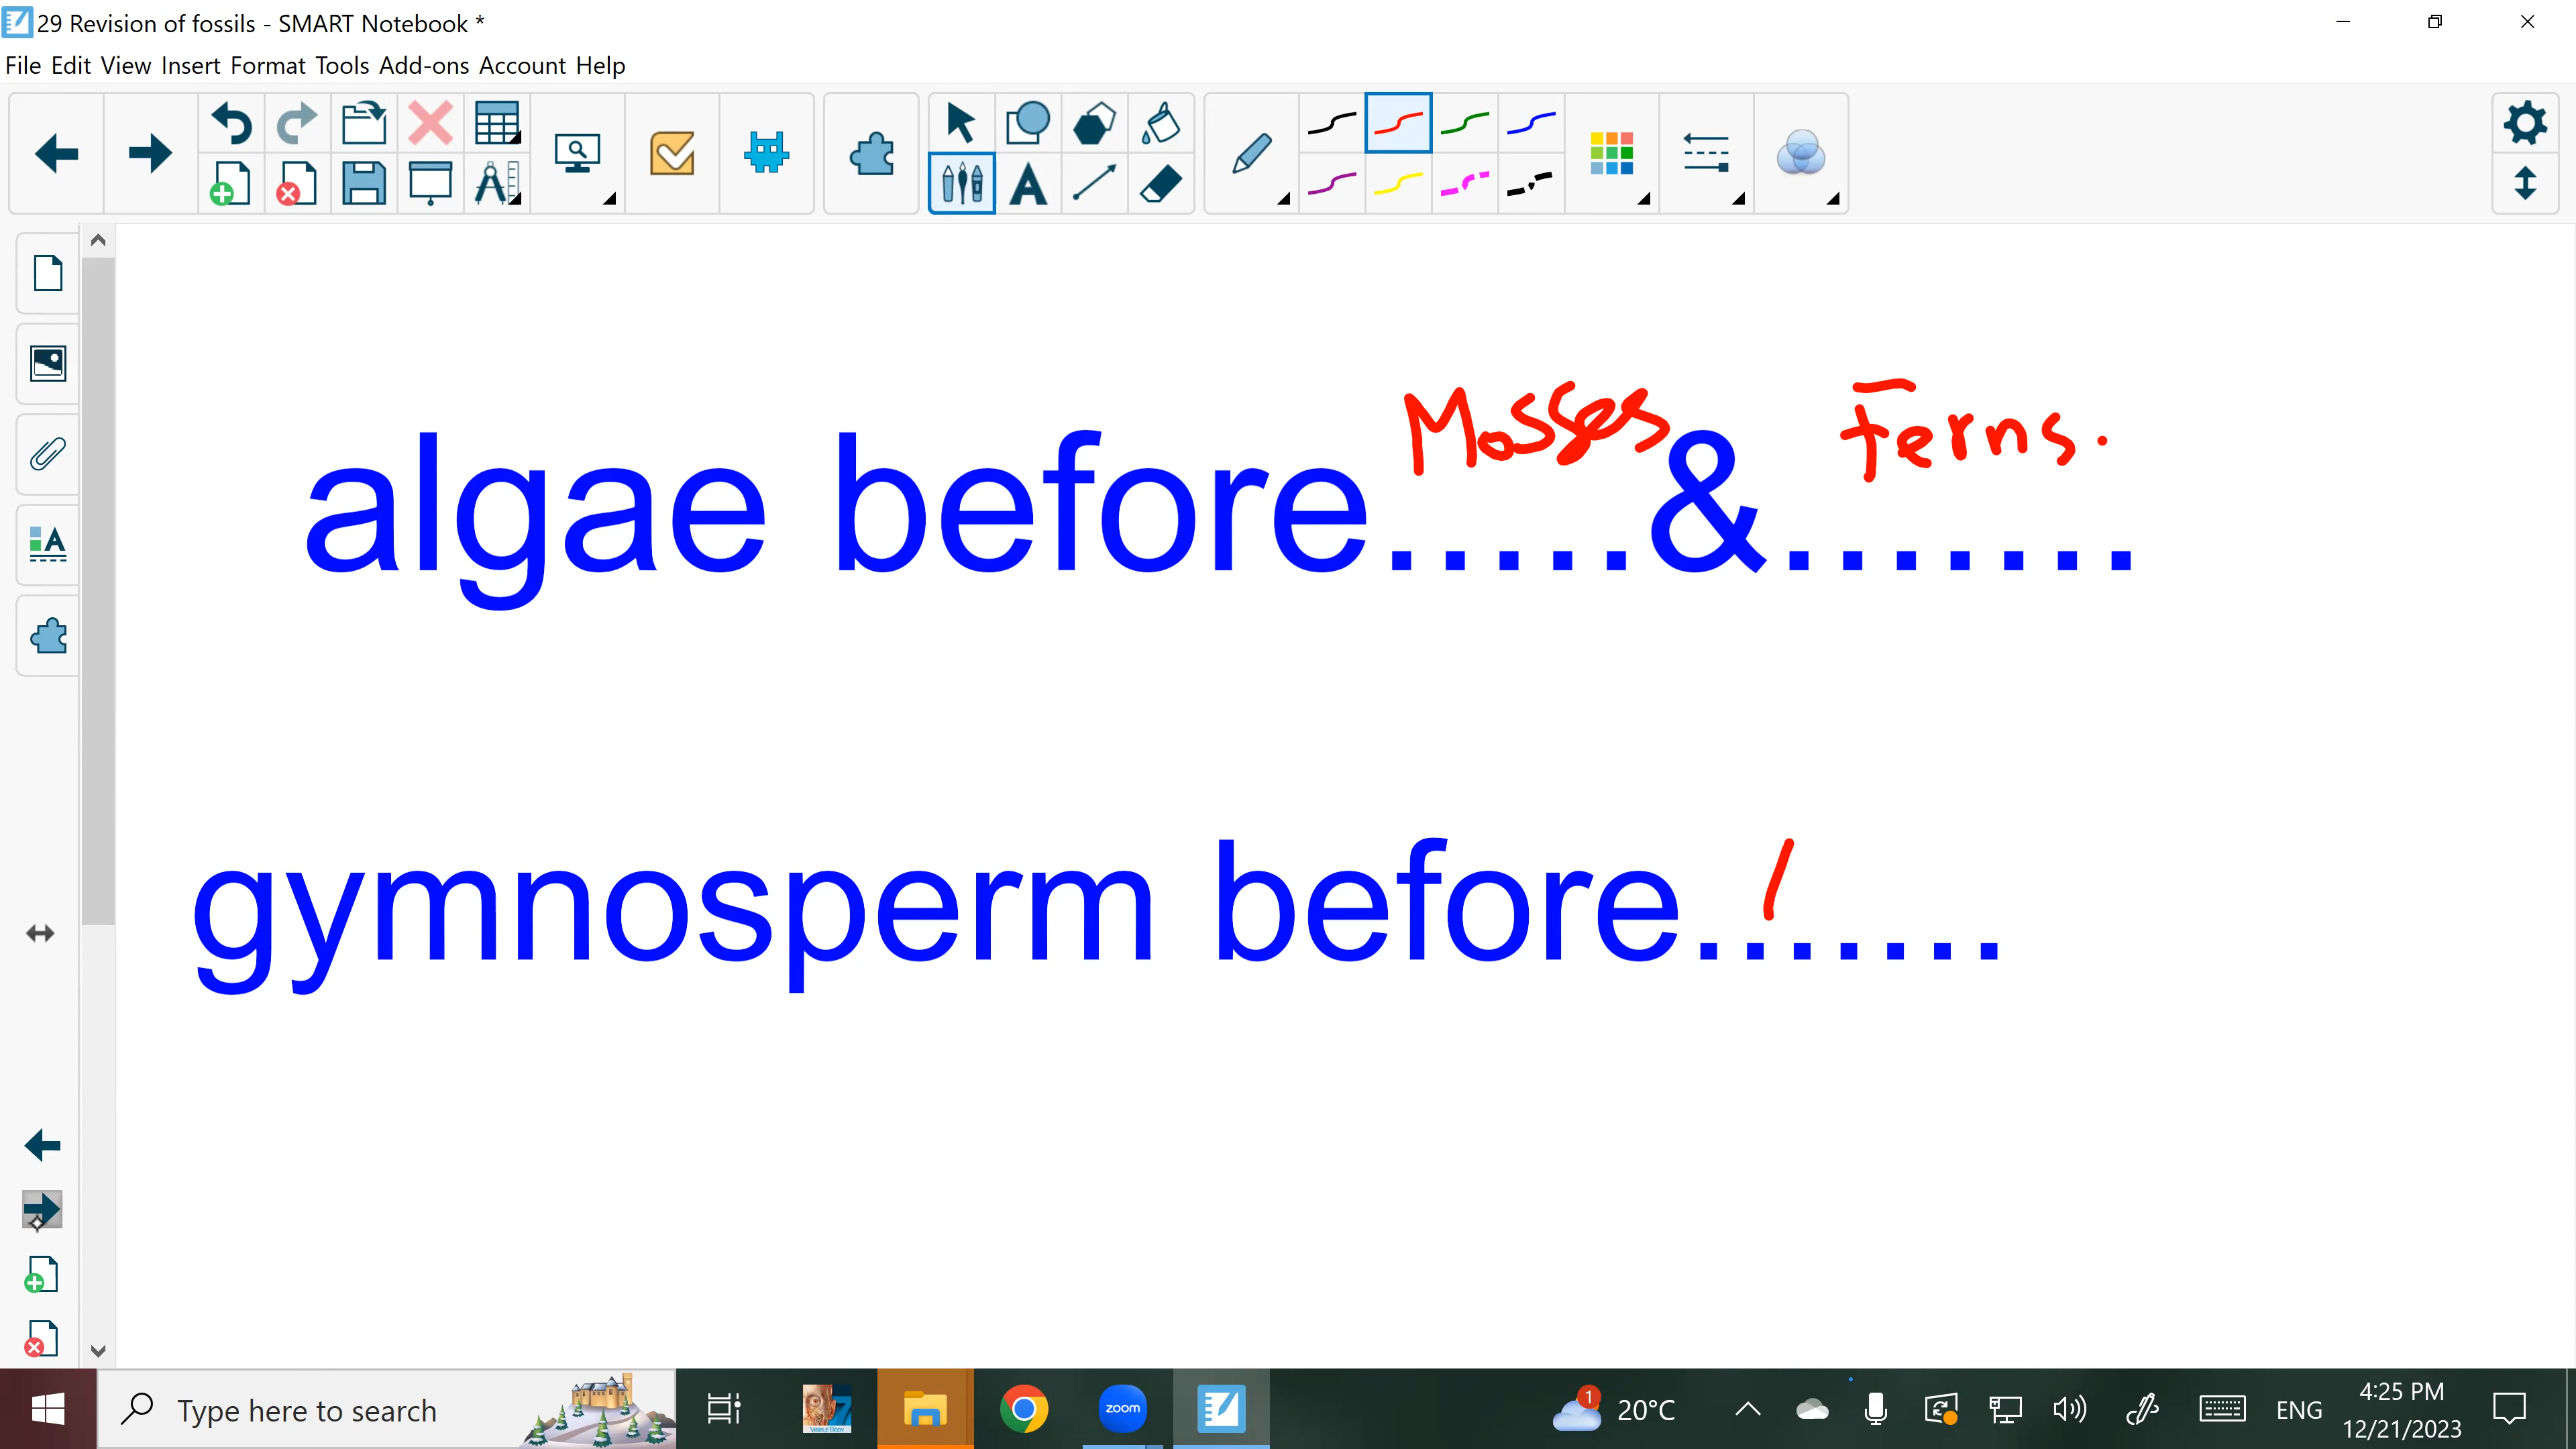 29 Revision of fossils - SMART Notebook *
File Edit View Insert Format Tools Add-ons Account Help
Mosses ferns.
algae before.....&.......
gymnosperm before.......
Type here to search
zoom
1
20°C
ENG
4:25 PM
12/21/2023